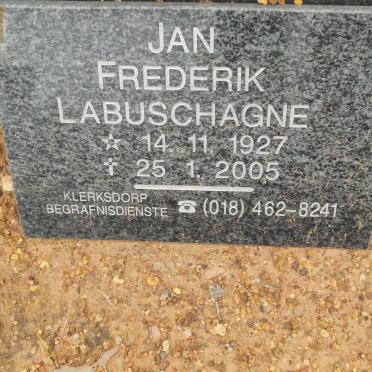 JAN
FREDERIK
LABUSCHAGNE
☆ 14. 11. 1927
✝ 25. 1. 2005
KLERKSDORP
BEGRAFNISDIENSTE ☎ (018) 462-8241